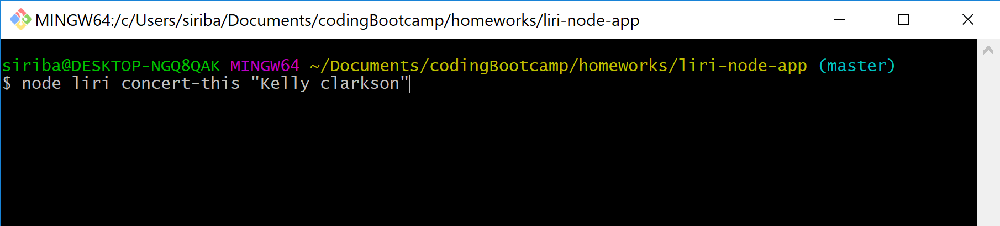 MINGW64:/c/Users/siriba/Documents/codingBootcamp/homeworks/liri-node-app
siriba@DESKTOP-NGQ8QAK MINGW64 ~/Documents/codingBootcamp/homeworks/liri-node-app (master)
$ node liri concert-this "Kelly clarkson"